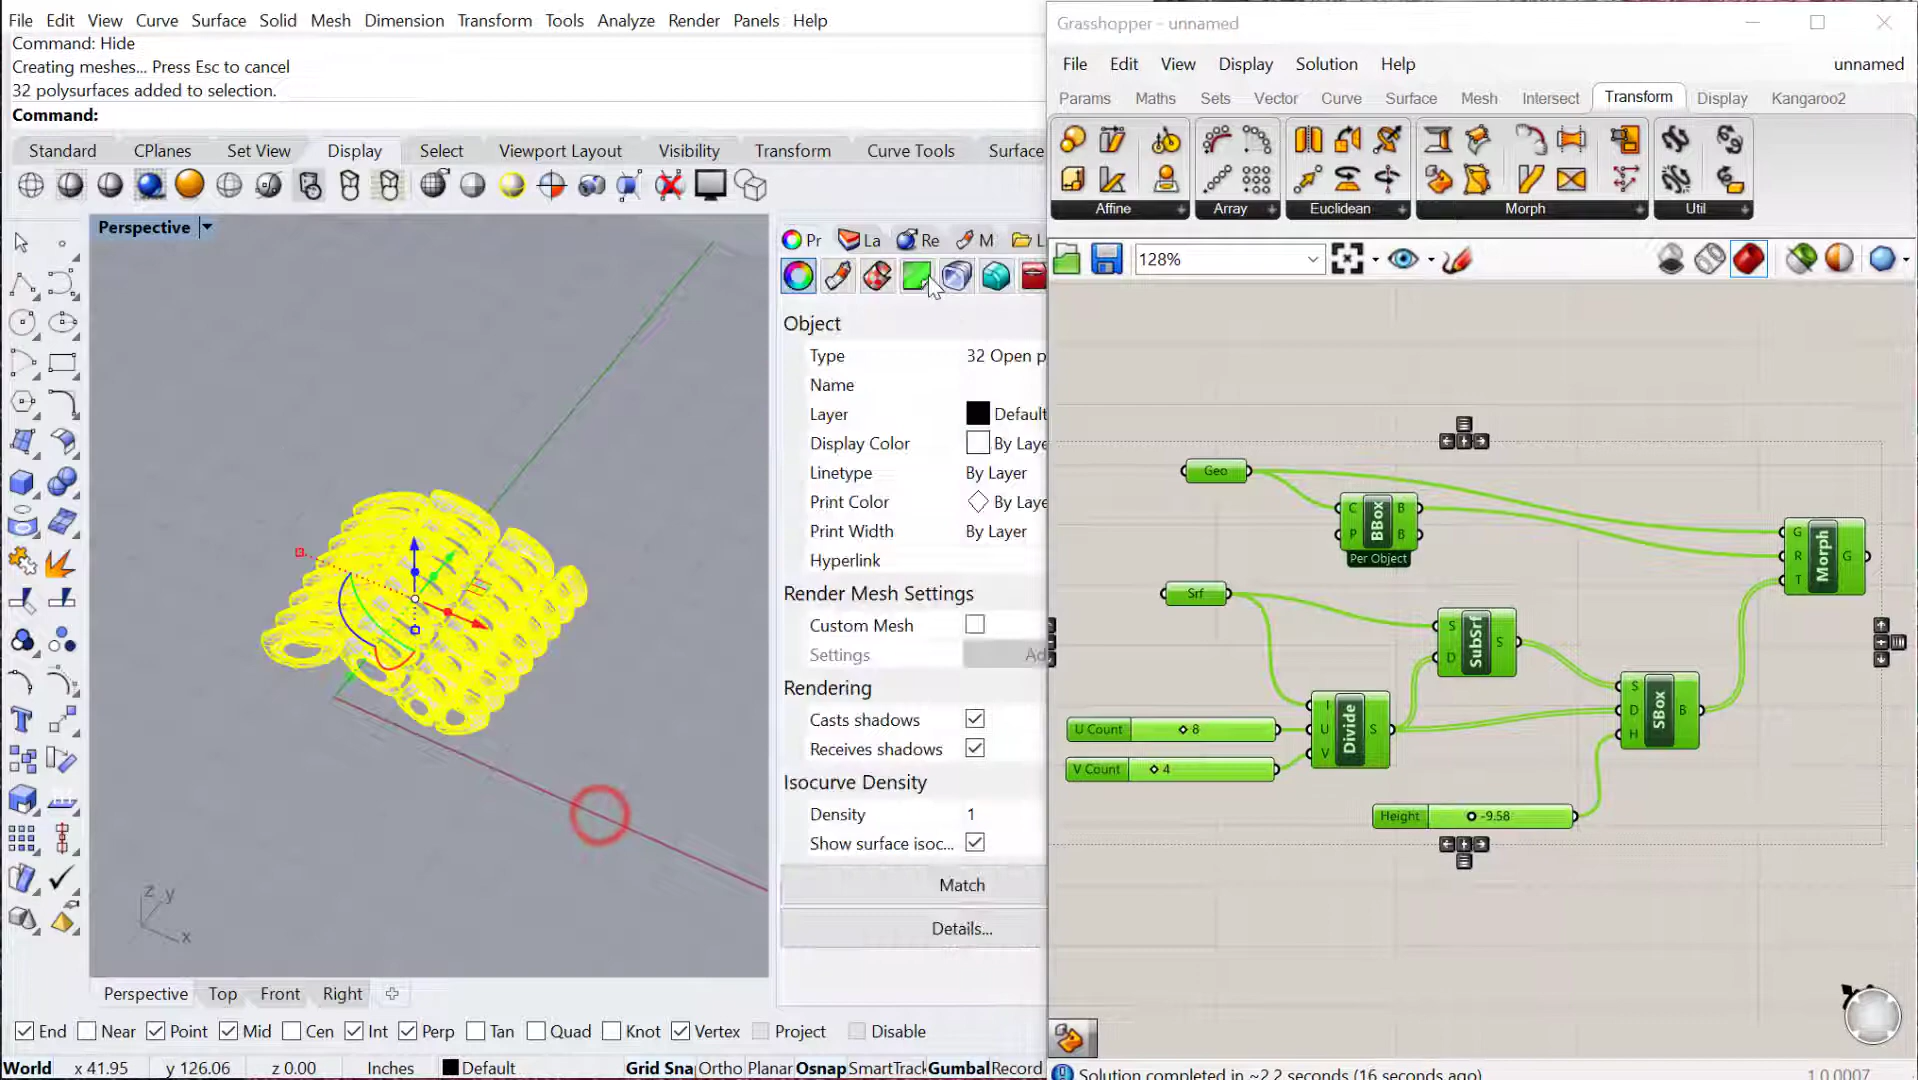 File Edit View Curve Surface Solid Mesh Dimension Transform Tools Analyze Render Panels Help
Command: Hide
Creating meshes... Press Esc to cancel
32 polysurfaces added to selection.
Command:
Standard CPlanes Set View Display Select Viewport Layout Visibility Transform Curve Tools Surface
Perspective
Pr La Re M L
Object
Type 32 Open p
Name
Layer Default
Display Color By Laye
Linetype By Layer
Print Color By Laye
Print Width By Layer
Hyperlink
Render Mesh Settings
Custom Mesh
Settings Ad
Rendering
Casts shadows
Receives shadows
Isocurve Density
Density 1
Show surface isoc...
Match
Details...
z y
x
Perspective Top Front Right
End Near Point Mid Cen Int Perp Tan Quad Knot Vertex Project Disable
World x 41.95 y 126.06 z 0.00 Inches Default Grid Sna Ortho Planar Osnap SmartTrack Gumbal Record
Grasshopper - unnamed
File Edit View Display Solution Help unnamed
Params Maths Sets Vector Curve Surface Mesh Intersect Transform Display Kangaroo2
Affine Array Euclidean Morph Util
128%
Geo
C P BBox B B
Per Object
G R T Morph G
Srf
S D SubSrf S
I U V Divide S
S D H SBox B
U Count 8
V Count 4
Height -9.58
Solution completed in ~2.2 seconds (16 seconds ago) 1.0.0007